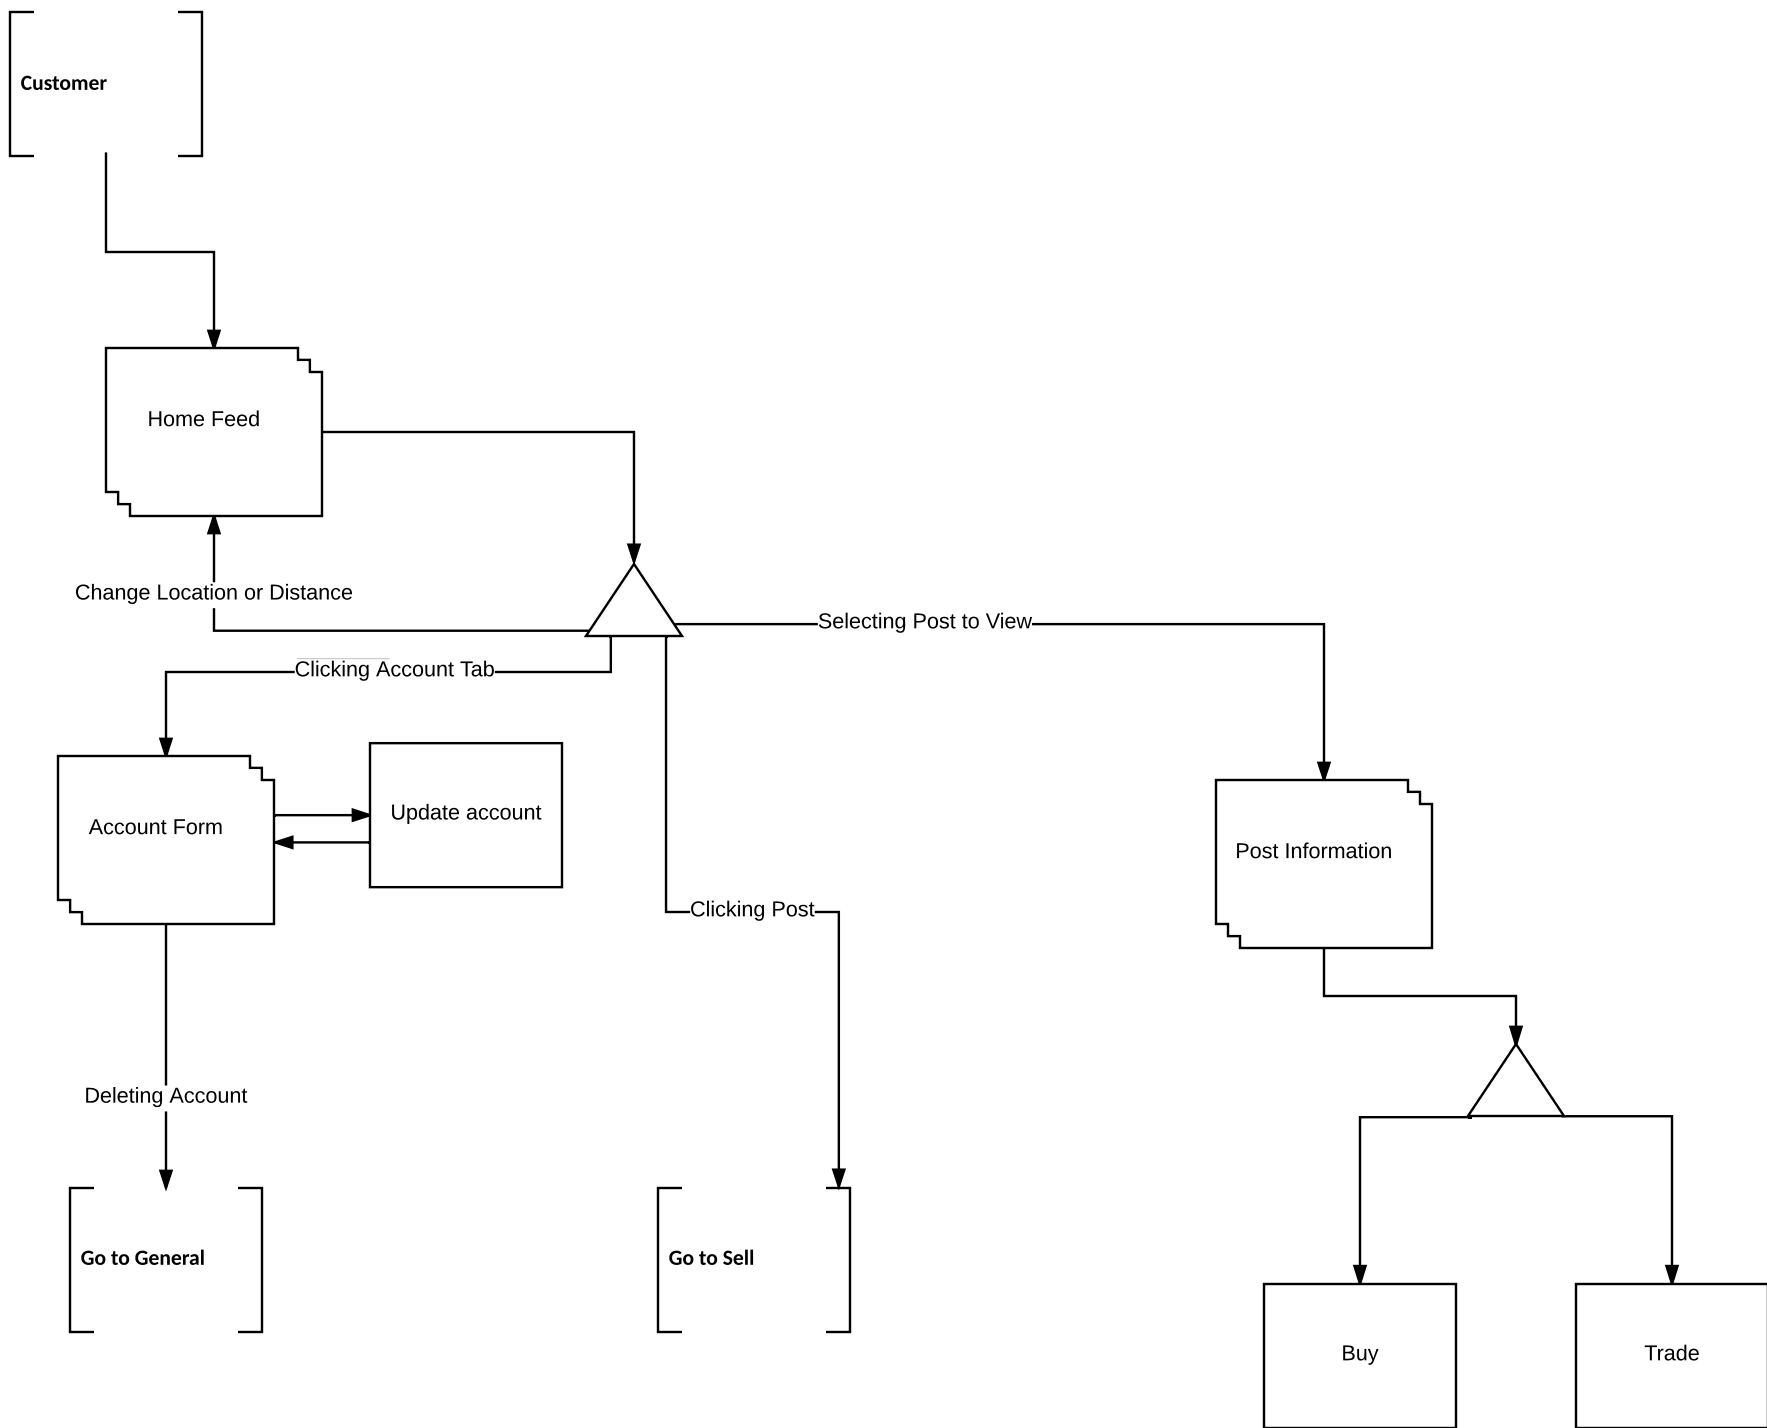 Customer
Home Feed
Change Location or Distance
Selecting Post to View
Clicking Account Tab
Update account
Account Form
Post Information
Clicking Post
Deleting Account
Go to General
Go to Sell
Buy
Trade